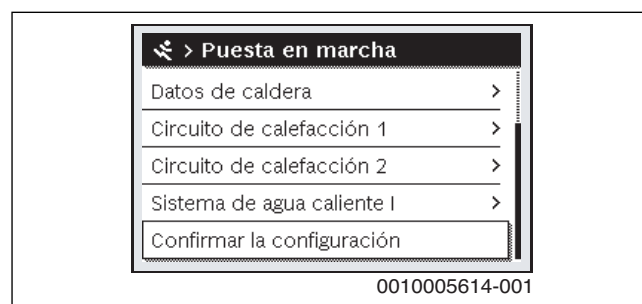 > Puesta en marcha
Datos de caldera >
Circuito de calefacción 1 >
Circuito de calefacción 2 >
Sistema de agua caliente I >
Confirmar la configuración
0010005614-001